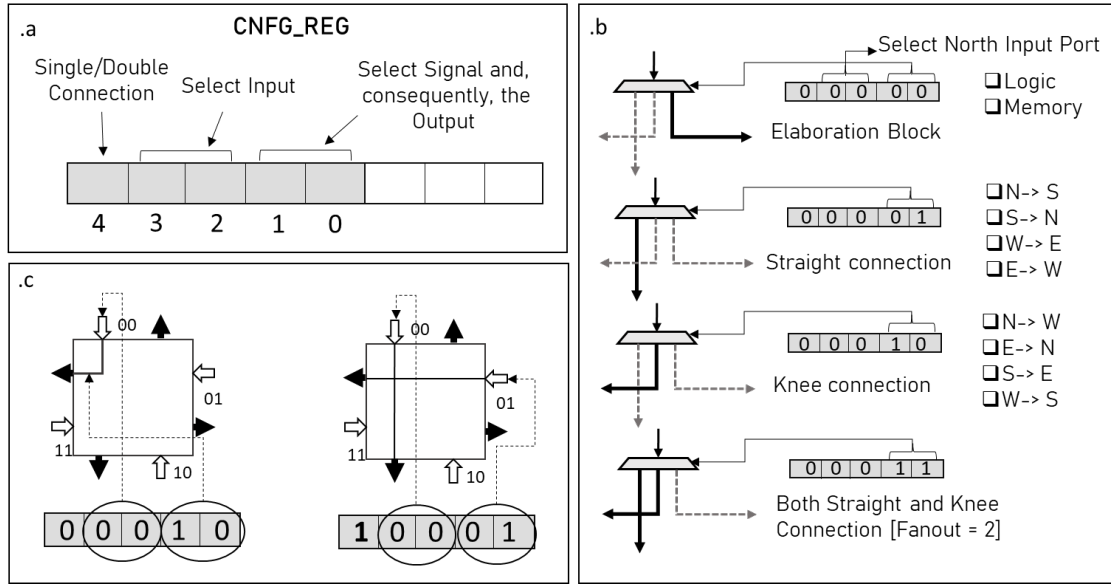 .a
CNFG_REG
Single/Double
Connection
Select Input
Select Signal and,
consequently, the
Output
4 3 2 1 0
.b
Select North Input Port
0 0 0 0 0
❑Logic
❑Memory
Elaboration Block
0 0 0 0 1
Straight connection
❑N-> S
❑S-> N
❑W-> E
❑E-> W
0 0 0 1 0
Knee connection
❑N-> W
❑E-> N
❑S-> E
❑W-> S
0 0 0 1 1
Both Straight and Knee
Connection [Fanout = 2]
.c
00
01
11
10
0 0 0 1 0
00
01
11
10
1 0 0 0 1